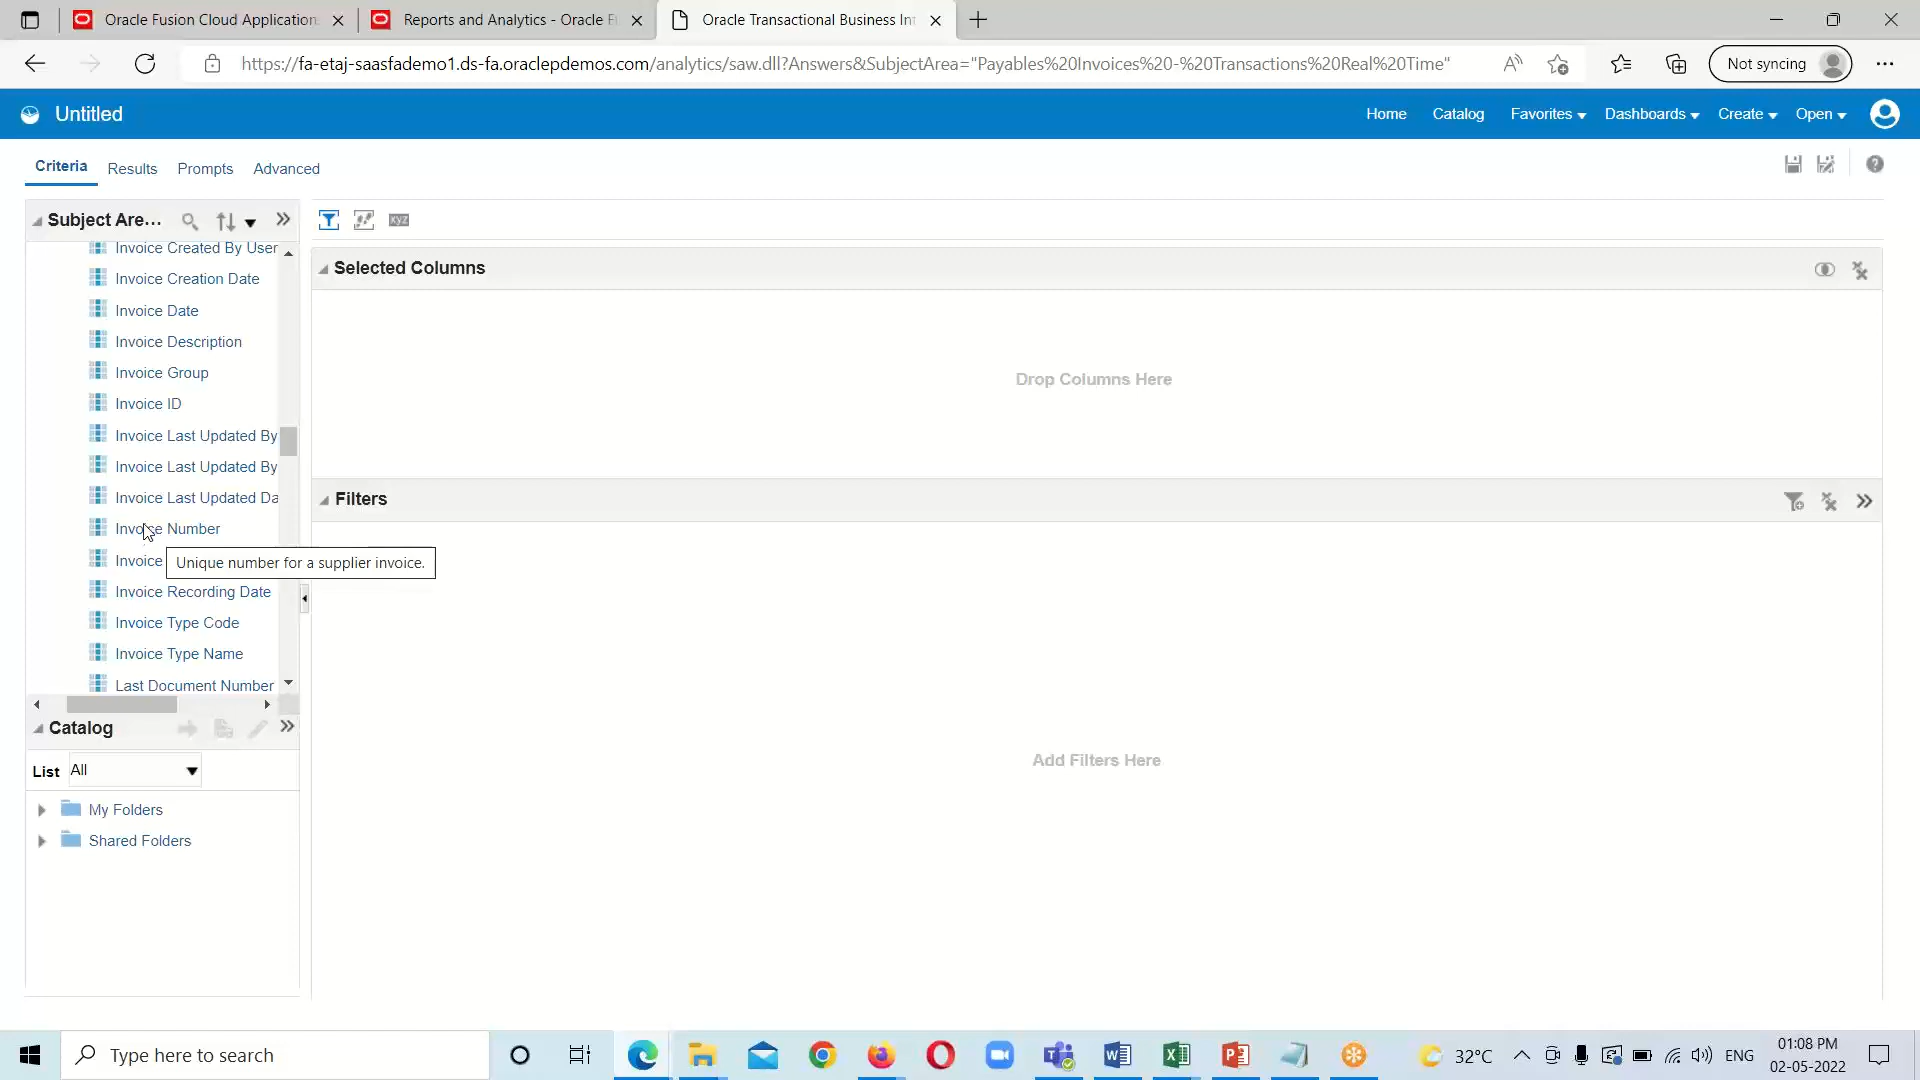 Oracle Fusion Cloud Application
Reports and Analytics - Oracle F
Oracle Transactional Business In
https://fa-etaj-saasfademo1.ds-fa.oraclepdemos.com/analytics/saw.dll?Answers&SubjectArea="Payables%20Invoices%20-%20Transactions%20Real%20Time"
Not syncing
Untitled
Home
Catalog
Favorites
Dashboards
Create
Open
Criteria
Results
Prompts
Advanced
Subject Are...
xyz
Invoice Created By User
Invoice Creation Date
Invoice Date
Invoice Description
Invoice Group
Invoice ID
Invoice Last Updated By
Invoice Last Updated By
Invoice Last Updated Da
Invoice Number
Invoice
Unique number for a supplier invoice.
Invoice Recording Date
Invoice Type Code
Invoice Type Name
Last Document Number
Selected Columns
Drop Columns Here
Filters
Add Filters Here
Catalog
List All
My Folders
Shared Folders
Type here to search
32°C
ENG
01:08 PM
02-05-2022